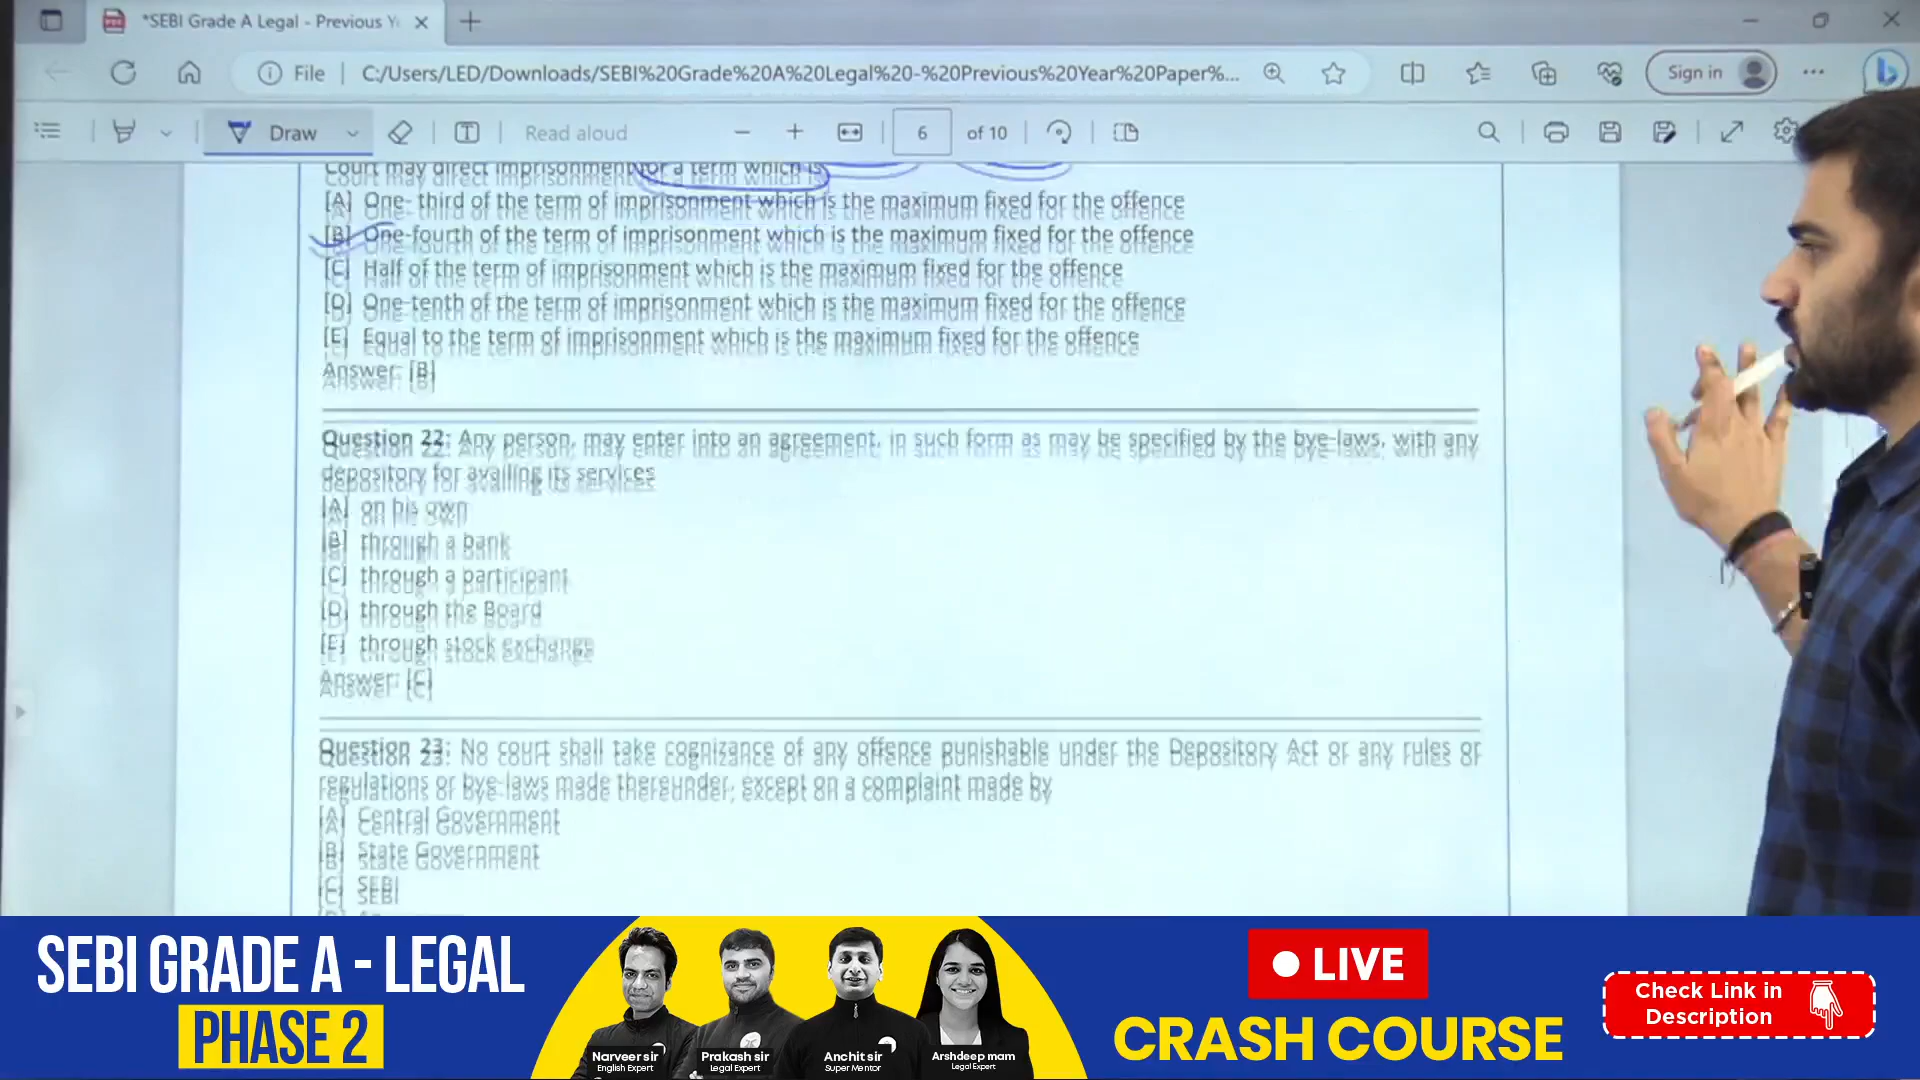 *SEBI Grade A Legal - Previous Y
File
C:/Users/LED/Downloads/SEBI%20Grade%20A%20Legal%20-%20Previous%20Year%20Paper%...
Sign in
Draw
Read aloud
6
of 10
Court may direct imprisonment for a term which is
[A] One- third of the term of imprisonment which is the maximum fixed for the offence
[B] One-fourth of the term of imprisonment which is the maximum fixed for the offence
[C] Half of the term of imprisonment which is the maximum fixed for the offence
[D] One-tenth of the term of imprisonment which is the maximum fixed for the offence
[E] Equal to the term of imprisonment which is the maximum fixed for the offence
Answer: [B]
Question 22: Any person, may enter into an agreement, in such form as may be specified by the bye-laws, with any
depository for availing its services
[A] on his own
[B] through a bank
[C] through a participant
[D] through the Board
[E] through stock exchange
Answer: [C]
Question 23: No court shall take cognizance of any offence punishable under the Depository Act or any rules or
regulations or bye-laws made thereunder, except on a complaint made by
[A] Central Government
[B] State Government
[C] SEBI
SEBI GRADE A - LEGAL
PHASE 2
Narveer sir
English Expert
Prakash sir
Legal Expert
Anchit sir
Super Mentor
Arshdeep mam
Legal Expert
LIVE
CRASH COURSE
Check Link in
Description